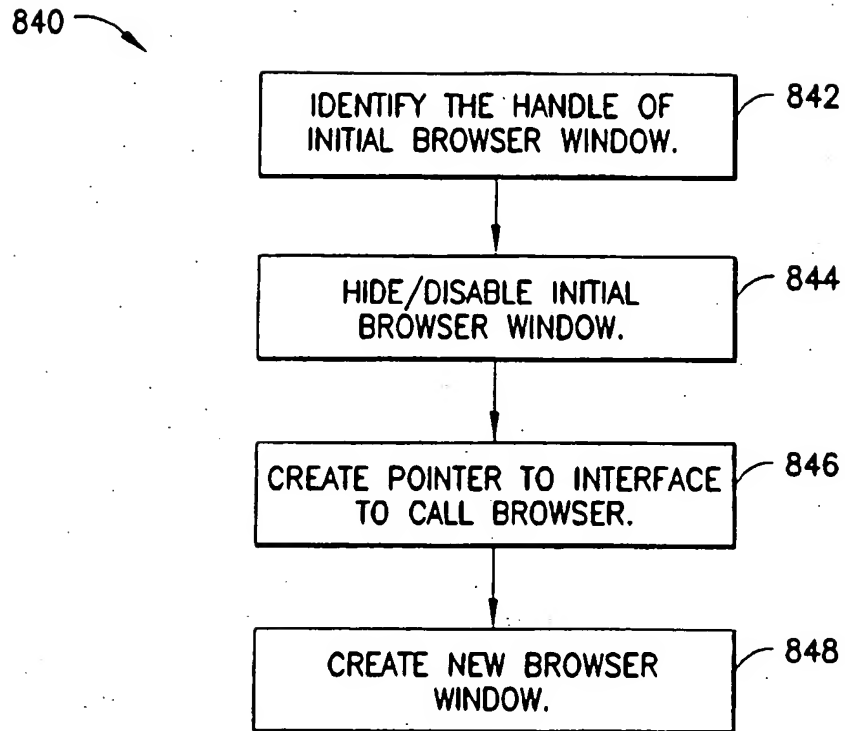 840
IDENTIFY THE HANDLE OF
INITIAL BROWSER WINDOW.
842
HIDE/DISABLE INITIAL
BROWSER WINDOW.
844
CREATE POINTER TO INTERFACE
TO CALL BROWSER.
846
CREATE NEW BROWSER
WINDOW.
848